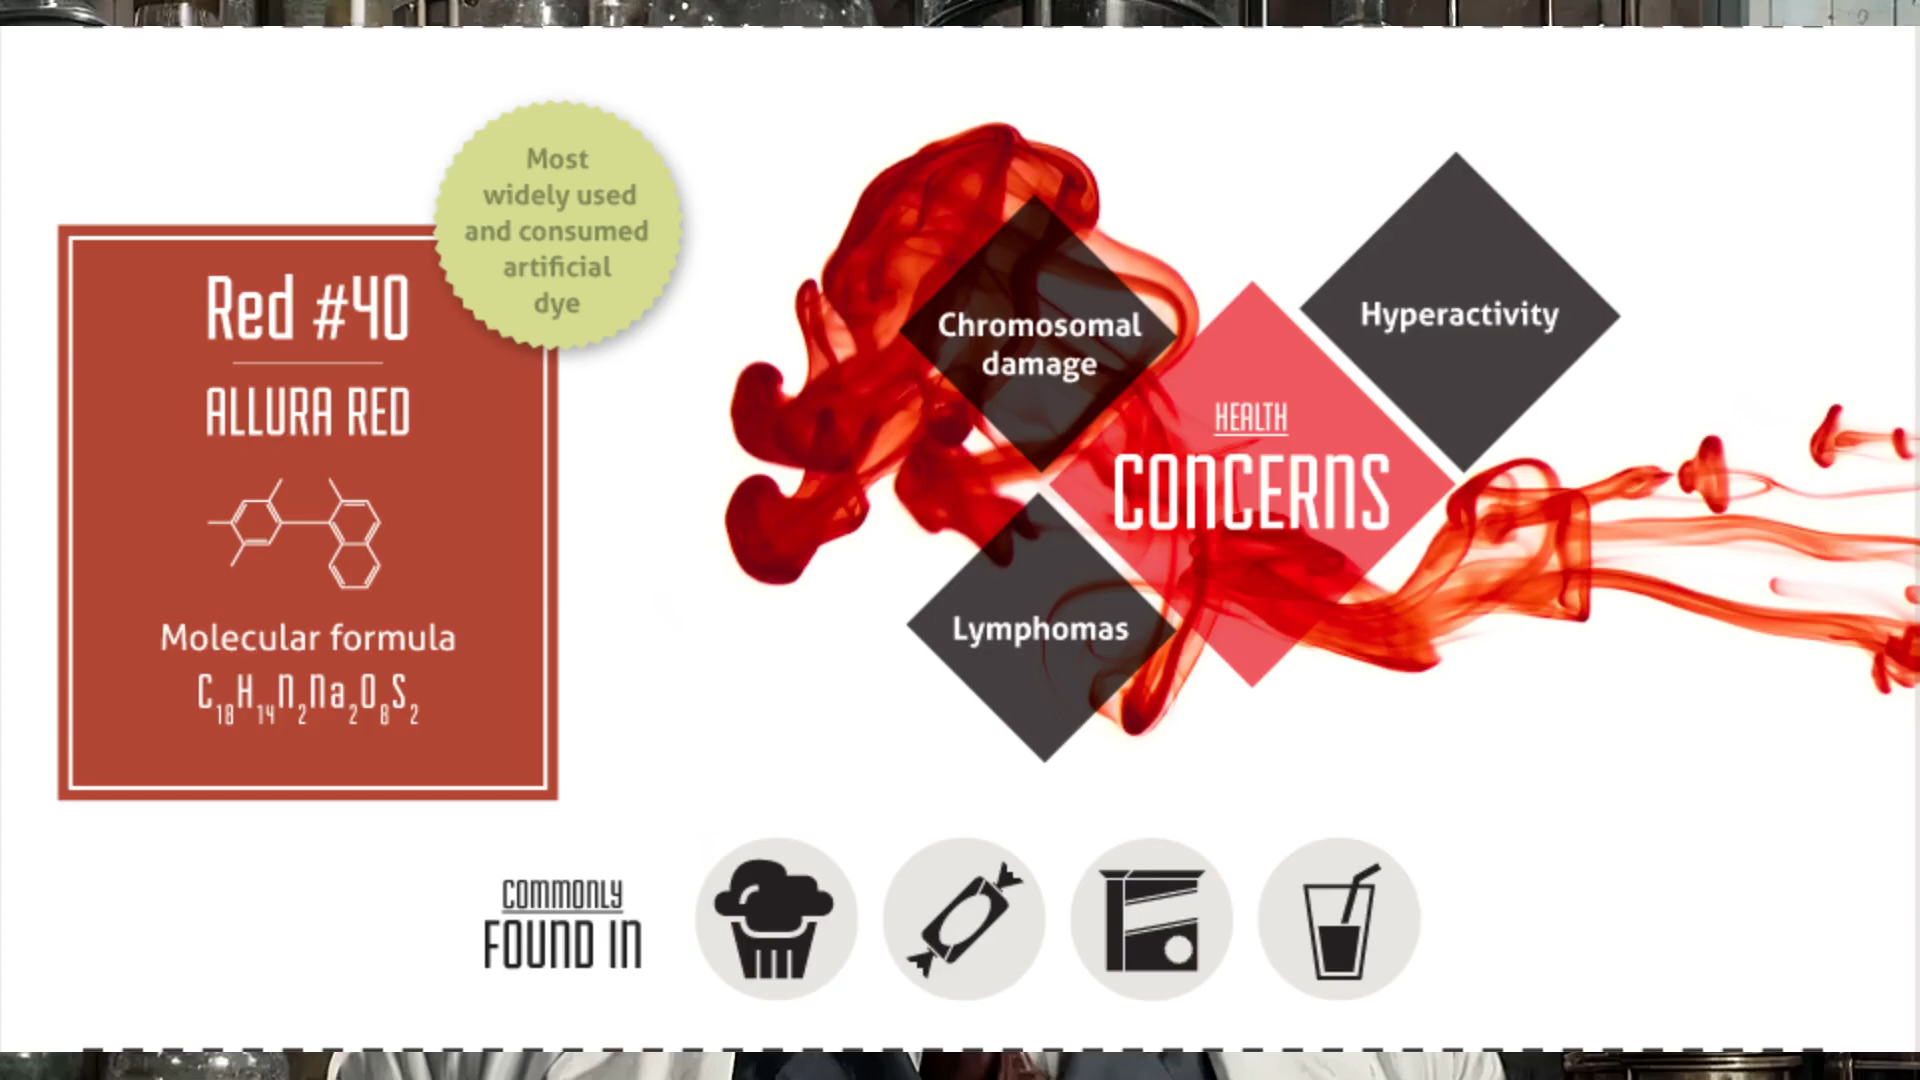 Most
widely used
and consumed
artificial
dye
Red #40
ALLURA RED
Molecular formula
C₁₈H₁₄N₂Na₂O₈S₂
Chromosomal
damage
Hyperactivity
HEALTH
CONCERNS
Lymphomas
COMMONLY
FOUND IN